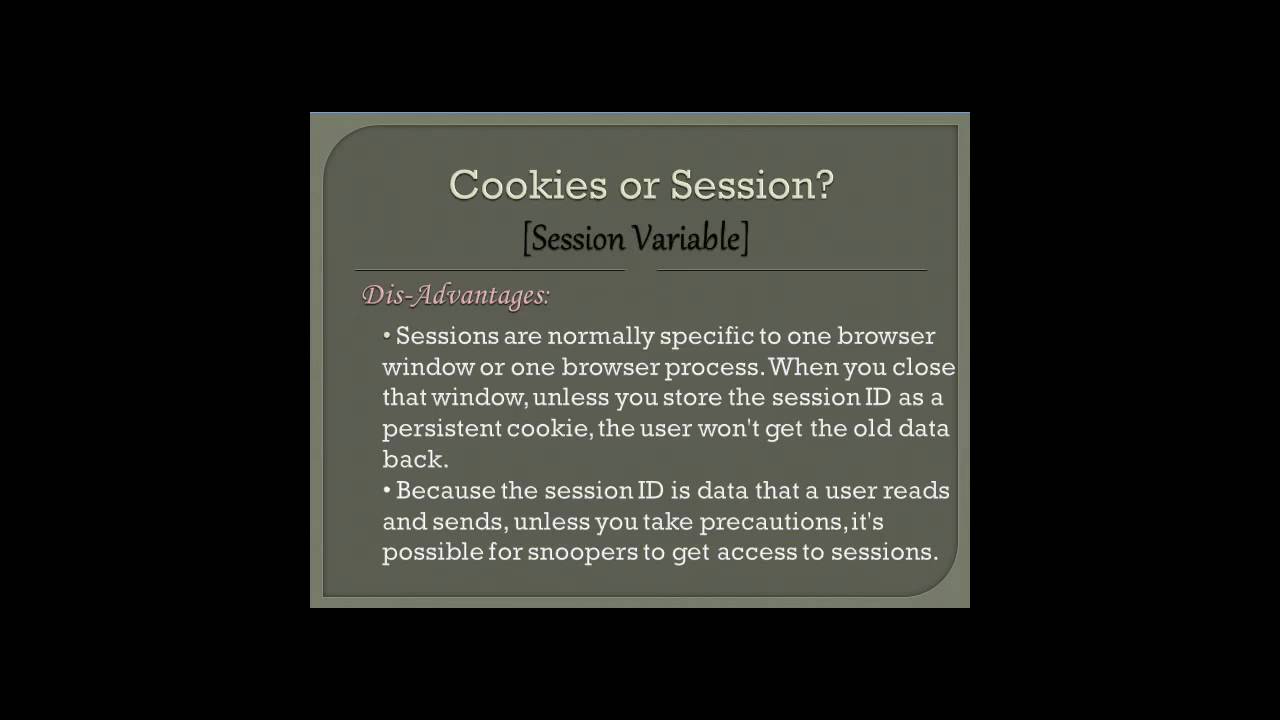 Cookies or Session?
[Session Variable]
Dis-Advantages:
• Sessions are normally specific to one browser
window or one browser process. When you close
that window, unless you store the session ID as a
persistent cookie, the user won't get the old data
back.
• Because the session ID is data that a user reads
and sends, unless you take precautions, it's
possible for snoopers to get access to sessions.